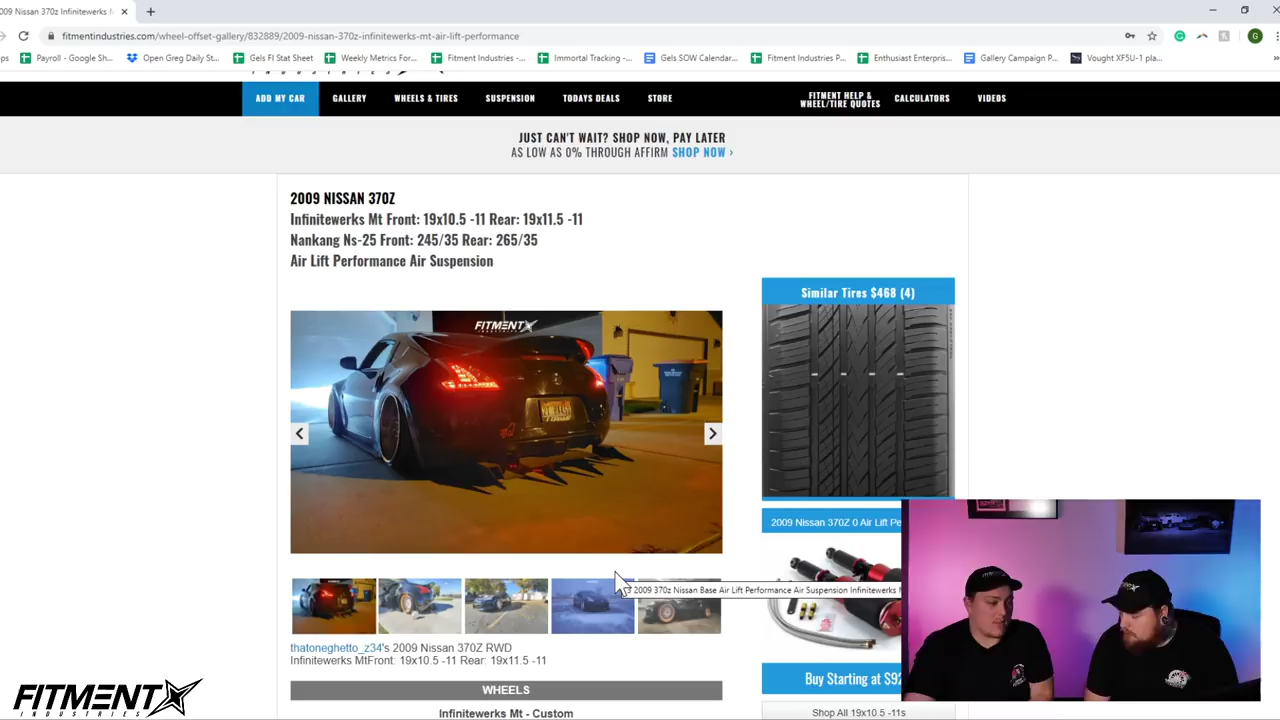 2009 Nissan 370z Infinitewerks M
fitmentindustries.com/wheel-offset-gallery/832889/2009-nissan-370z-infinitewerks-mt-air-lift-performance
G
Payroll - Google Sh...
Open Greg Daily St...
Gels FI Stat Sheet
Weekly Metrics For...
Fitment Industries -...
Immortal Tracking -...
Gels SOW Calendar...
Fitment Industries P...
Enthusiast Enterpris...
Gallery Campaign P...
Vought XF5U-1 pla...
ADD MY CAR
GALLERY
WHEELS & TIRES
SUSPENSION
TODAYS DEALS
STORE
FITMENT HELP &
WHEEL/TIRE QUOTES
CALCULATORS
VIDEOS
JUST CAN'T WAIT? SHOP NOW, PAY LATER
AS LOW AS 0% THROUGH AFFIRM SHOP NOW ›
2009 NISSAN 370Z
Infinitewerks Mt Front: 19x10.5 -11 Rear: 19x11.5 -11
Nankang Ns-25 Front: 245/35 Rear: 265/35
Air Lift Performance Air Suspension
Similar Tires $468 (4)
FITMENT
INDUSTRIES
2009 Nissan 370Z 0 Air Lift Pe
3 2009 370z Nissan Base Air Lift Performance Air Suspension Infinitewerks
thatoneghetto_z34's 2009 Nissan 370Z RWD
Infinitewerks MtFront: 19x10.5 -11 Rear: 19x11.5 -11
Buy Starting at $92
WHEELS
Infinitewerks Mt - Custom
Shop All 19x10.5 -11s
FITMENT
INDUSTRIES